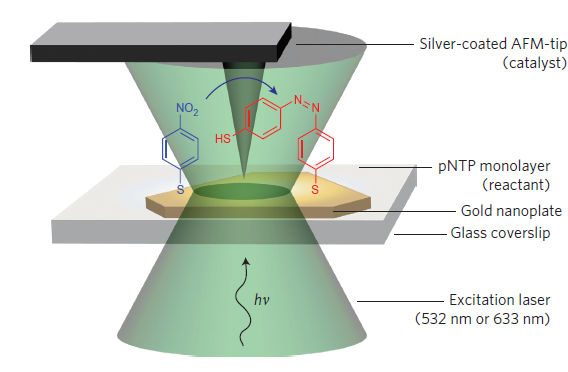 Silver-coated AFM-tip
(catalyst)
NO₂
N
N
HS
S
S
pNTP monolayer
(reactant)
Gold nanoplate
Glass coverslip
hν
Excitation laser
(532 nm or 633 nm)